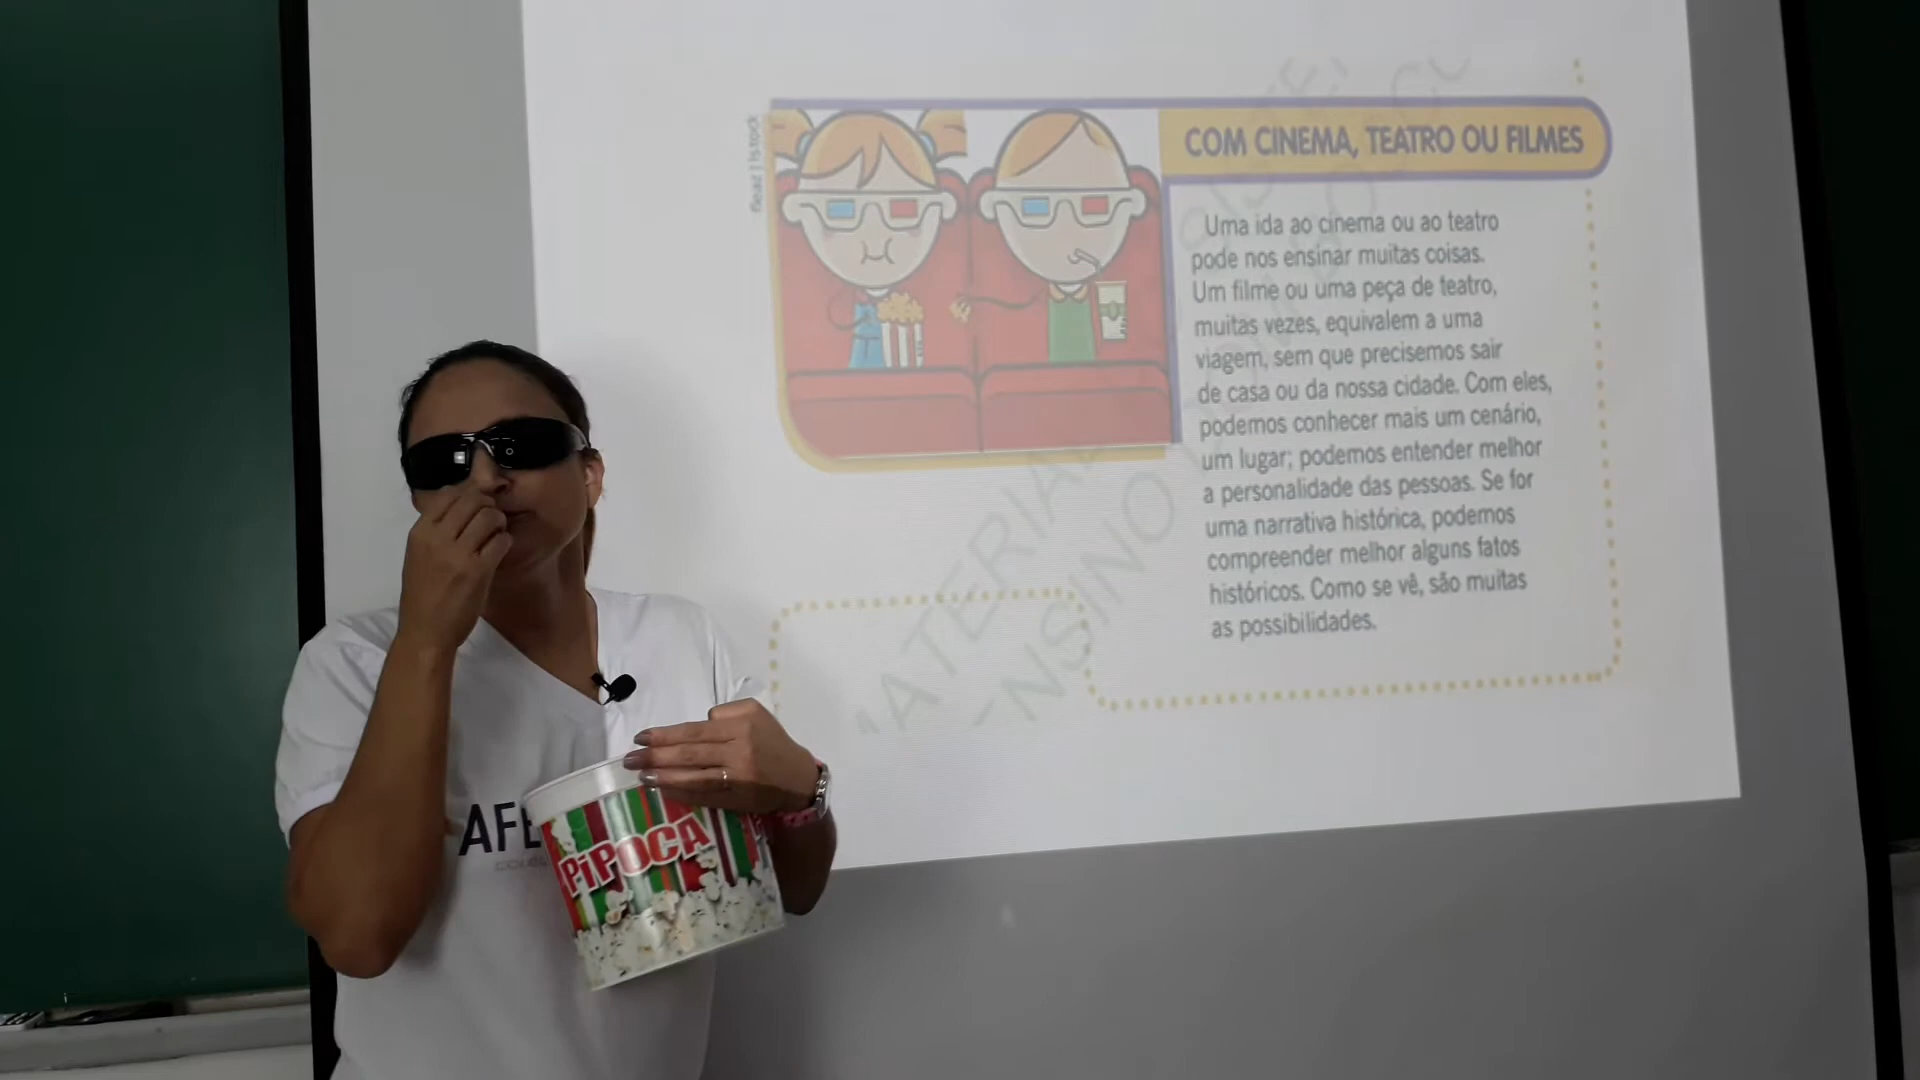 COM CINEMA, TEATRO OU FILMES
Uma ida ao cinema ou ao teatro
pode nos ensinar muitas coisas.
Um filme ou uma peça de teatro,
muitas vezes, equivalem a uma
viagem, sem que precisemos sair
de casa ou da nossa cidade. Com eles,
podemos conhecer mais um cenário,
um lugar; podemos entender melhor
a personalidade das pessoas. Se for
uma narrativa histórica, podemos
compreender melhor alguns fatos
históricos. Como se vê, são muitas
as possibilidades.
AFE
PIPOCA